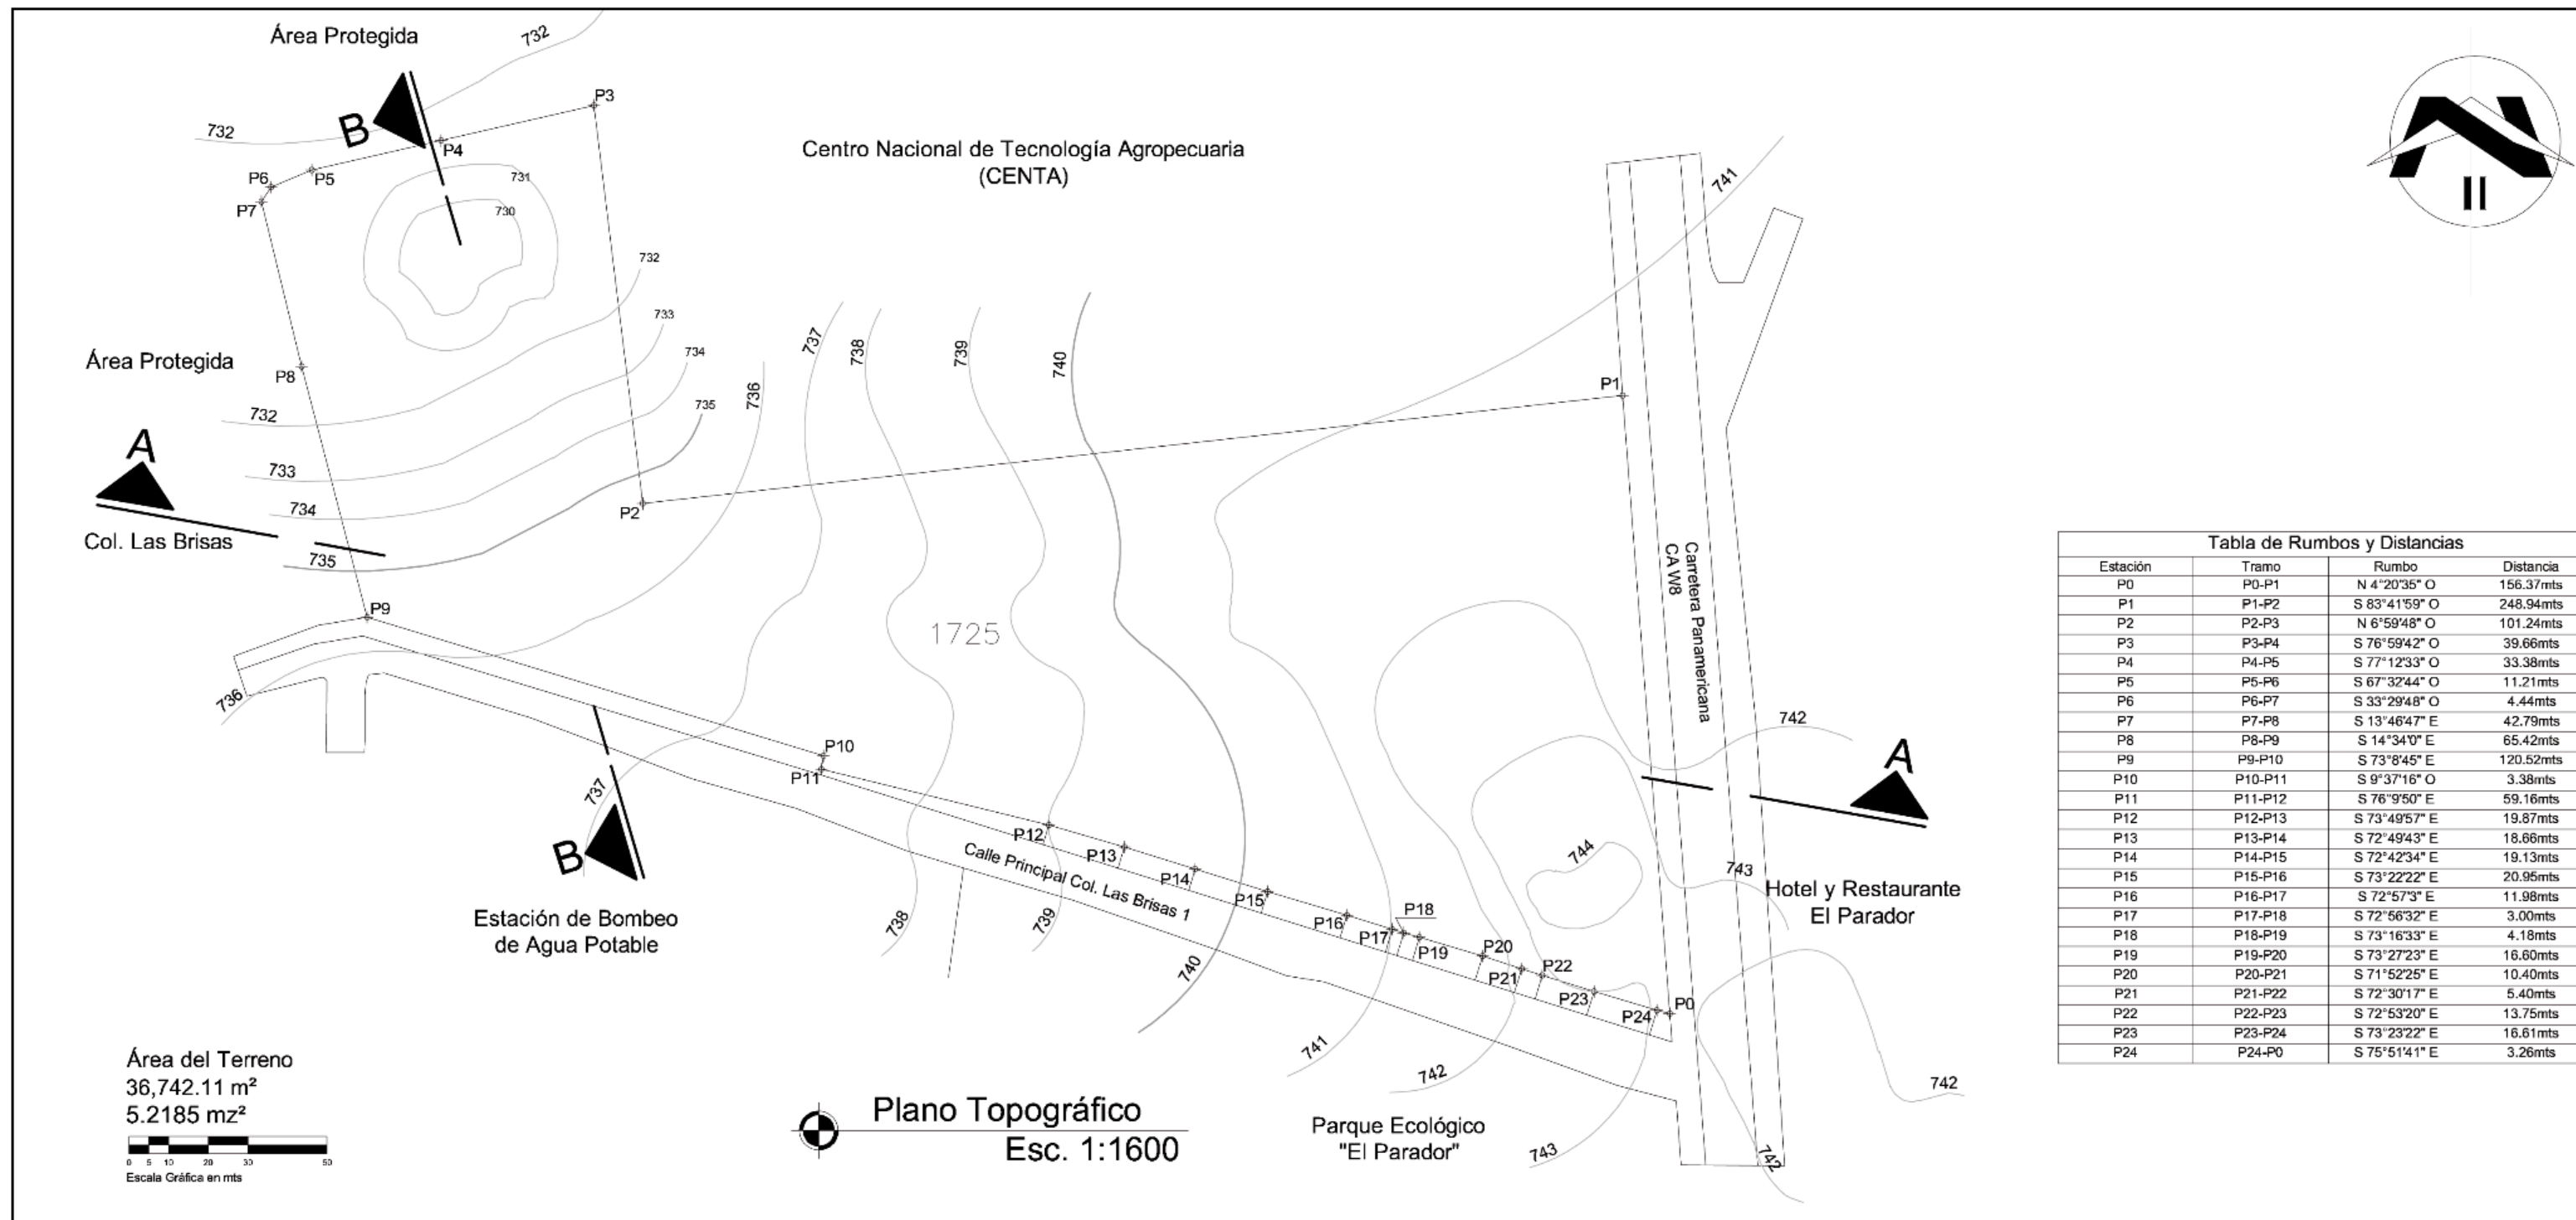 Área Protegida
732
P3
B
732
P4
Centro Nacional de Tecnología Agropecuaria
(CENTA)
P6
P5
731
741
P7
730
II
732
733
737
738
739
740
734
Área Protegida
P8
736
P1
735
732
A
733
734
P2
Col. Las Brisas
735
Carretera Panamericana
CA W8
P9
1725
736
742
P10
A
P11
737
P12
P13
744
743
B
Calle Principal Col. Las Brisas 1
P14
Hotel y Restaurante
El Parador
P15
P16
P18
P17
P19
P20
P21
P22
P23
P24
P0
Estación de Bombeo
de Agua Potable
738
739
740
741
742
742
Parque Ecológico
"El Parador"
743
742
Área del Terreno
36,742.11 m²
5.2185 mz²
0 5 10 20 30 50
Escala Gráfica en mts
Plano Topográfico
Esc. 1:1600
Tabla de Rumbos y Distancias
Estación Tramo Rumbo Distancia
P0 P0-P1 N 4°20'35" O 156.37mts
P1 P1-P2 S 83°41'59" O 248.94mts
P2 P2-P3 N 6°59'48" O 101.24mts
P3 P3-P4 S 76°59'42" O 39.66mts
P4 P4-P5 S 77°12'33" O 33.38mts
P5 P5-P6 S 67°32'44" O 11.21mts
P6 P6-P7 S 33°29'48" O 4.44mts
P7 P7-P8 S 13°46'47" E 42.79mts
P8 P8-P9 S 14°34'0" E 65.42mts
P9 P9-P10 S 73°8'45" E 120.52mts
P10 P10-P11 S 9°37'16" O 3.38mts
P11 P11-P12 S 76°9'50" E 59.16mts
P12 P12-P13 S 73°49'57" E 19.87mts
P13 P13-P14 S 72°49'43" E 18.66mts
P14 P14-P15 S 72°42'34" E 19.13mts
P15 P15-P16 S 73°22'22" E 20.95mts
P16 P16-P17 S 72°57'3" E 11.98mts
P17 P17-P18 S 72°56'32" E 3.00mts
P18 P18-P19 S 73°16'33" E 4.18mts
P19 P19-P20 S 73°27'23" E 16.60mts
P20 P20-P21 S 71°52'25" E 10.40mts
P21 P21-P22 S 72°30'17" E 5.40mts
P22 P22-P23 S 72°53'20" E 13.75mts
P23 P23-P24 S 73°23'22" E 16.61mts
P24 P24-P0 S 75°51'41" E 3.26mts